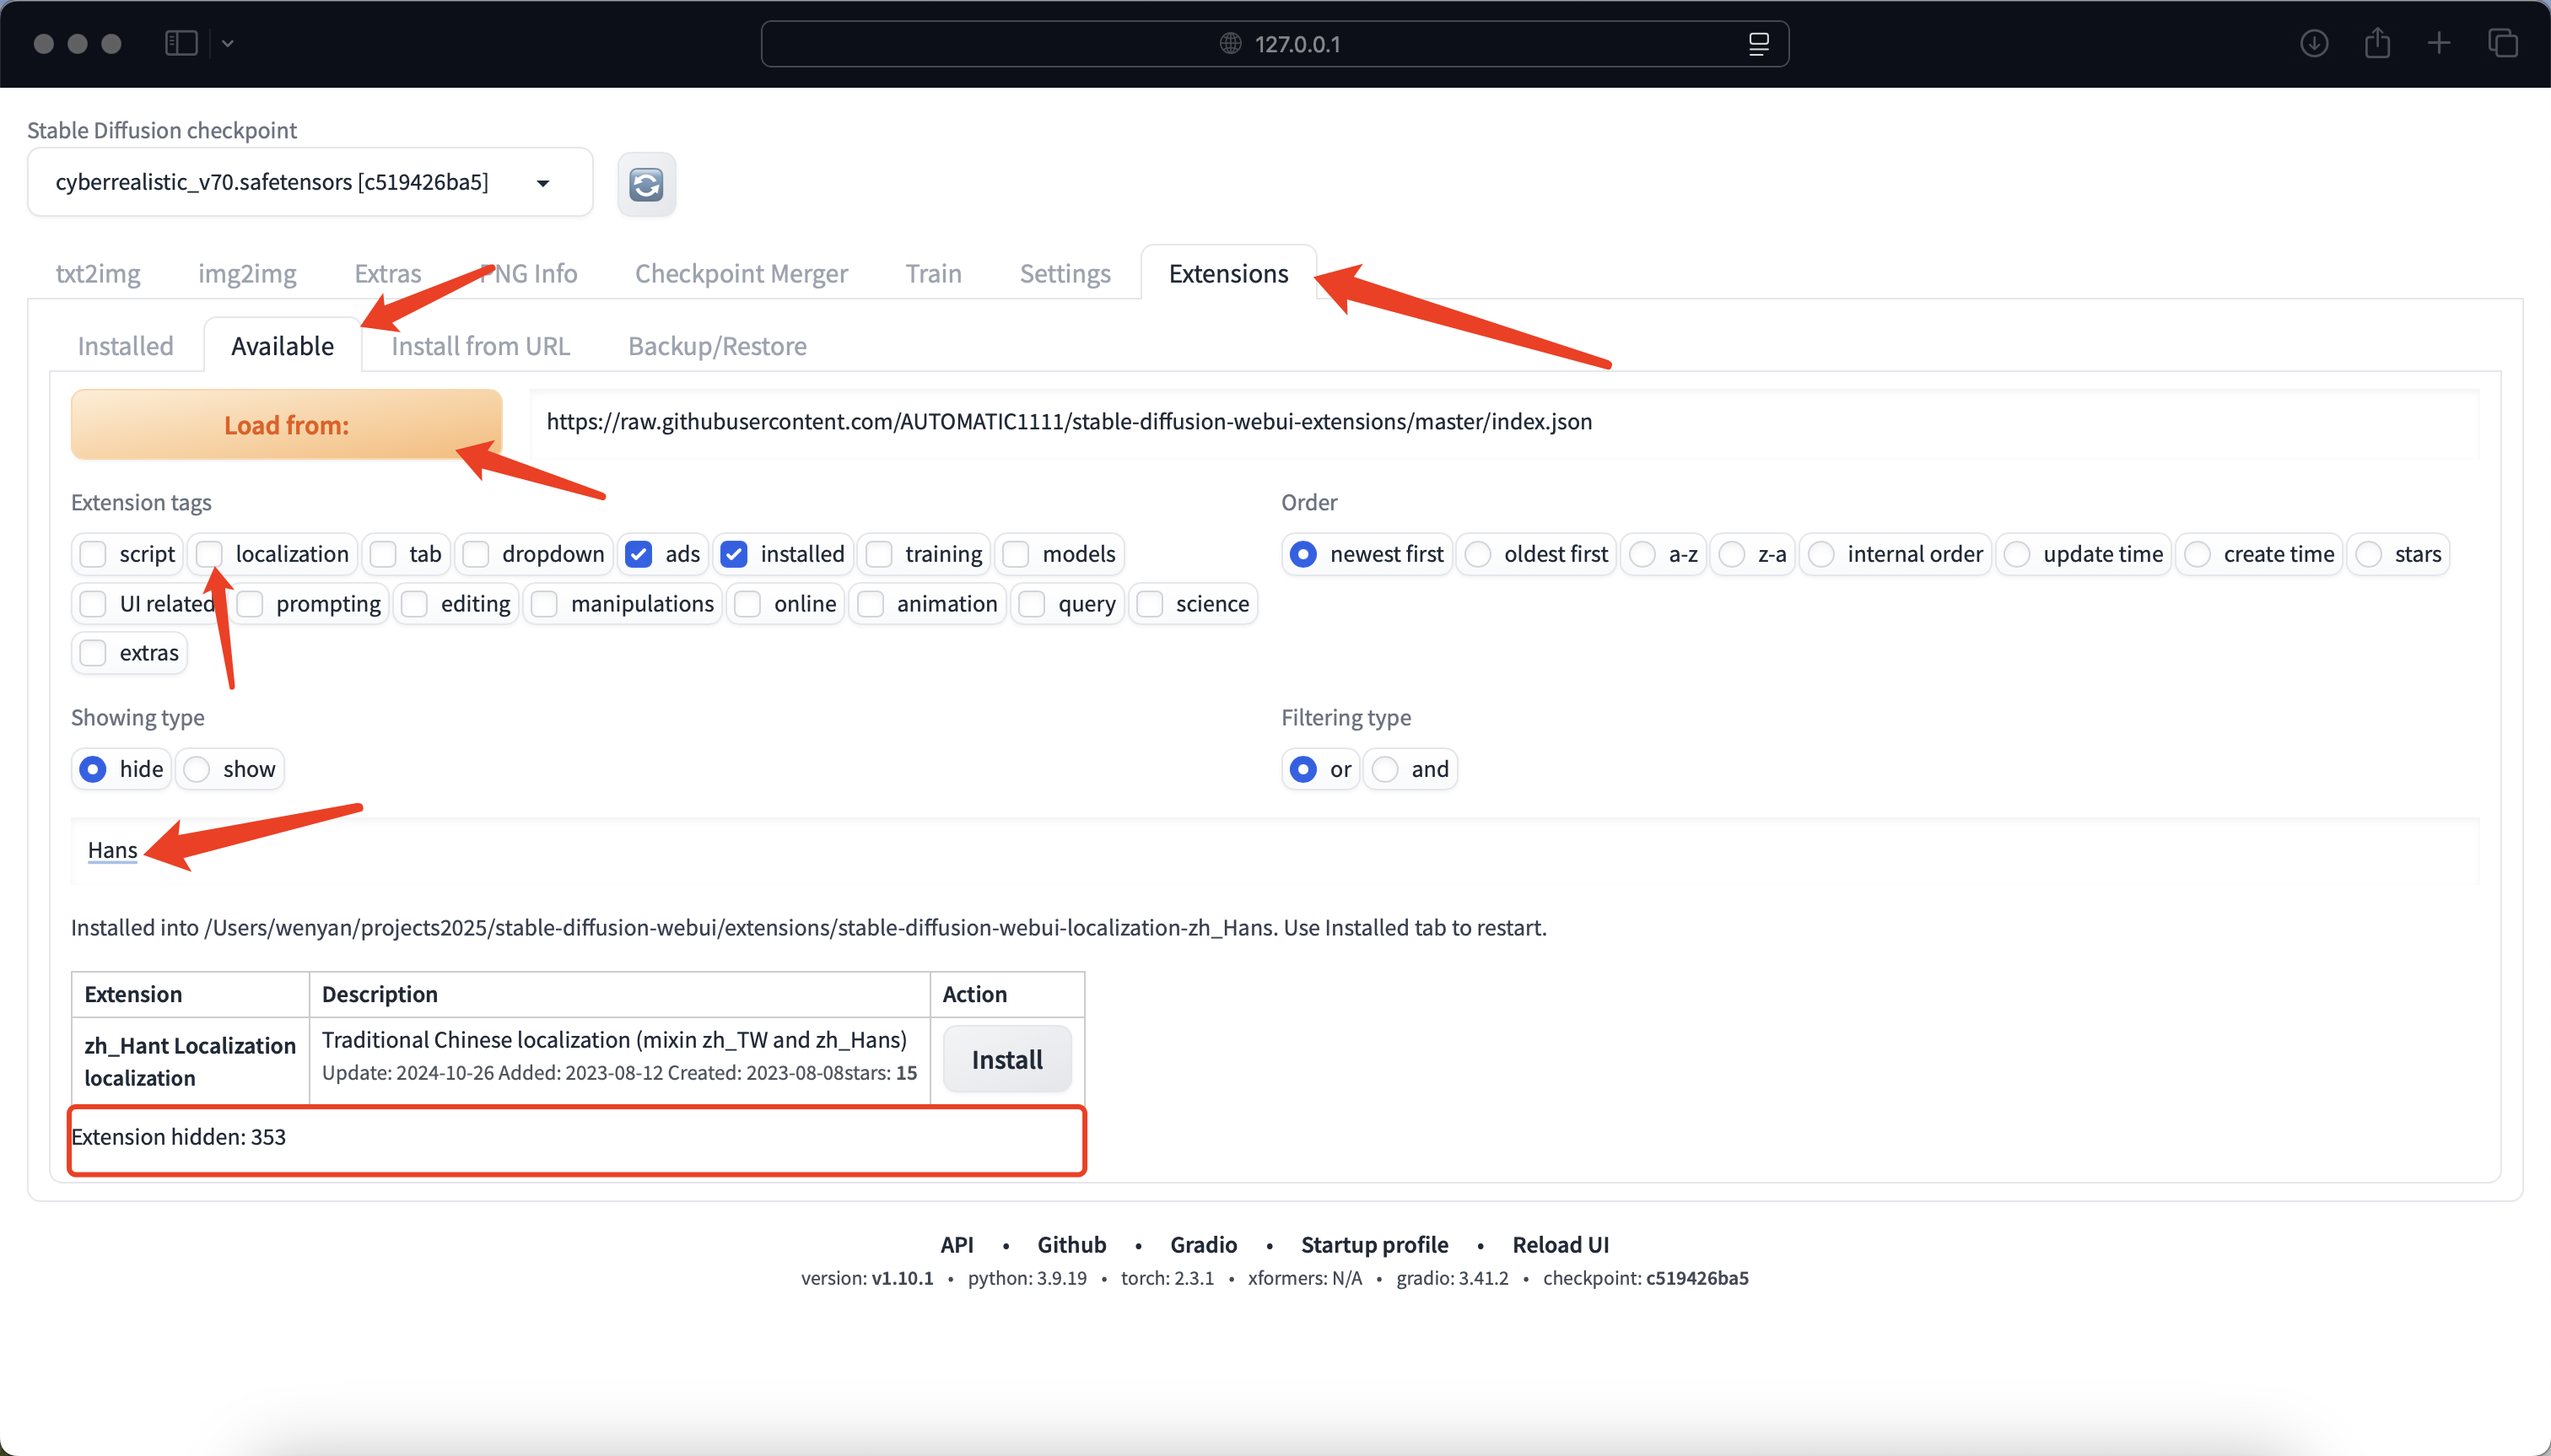 127.0.0.1
Stable Diffusion checkpoint
cyberrealistic_v70.safetensors [c519426ba5]
txt2img img2img Extras PNG Info Checkpoint Merger Train Settings Extensions
Installed Available Install from URL Backup/Restore
Load from: https://raw.githubusercontent.com/AUTOMATIC1111/stable-diffusion-webui-extensions/master/index.json
Extension tags
script localization tab dropdown ads installed training models
UI related prompting editing manipulations online animation query science
extras
Order
newest first oldest first a-z z-a internal order update time create time stars
Showing type
hide show
Filtering type
or and
Hans
Installed into /Users/wenyan/projects2025/stable-diffusion-webui/extensions/stable-diffusion-webui-localization-zh_Hans. Use Installed tab to restart.
Extension Description Action
zh_Hant Localization
localization
Traditional Chinese localization (mixin zh_TW and zh_Hans)
Update: 2024-10-26 Added: 2023-08-12 Created: 2023-08-08stars: 15
Install
Extension hidden: 353
API • Github • Gradio • Startup profile • Reload UI
version: v1.10.1 • python: 3.9.19 • torch: 2.3.1 • xformers: N/A • gradio: 3.41.2 • checkpoint: c519426ba5